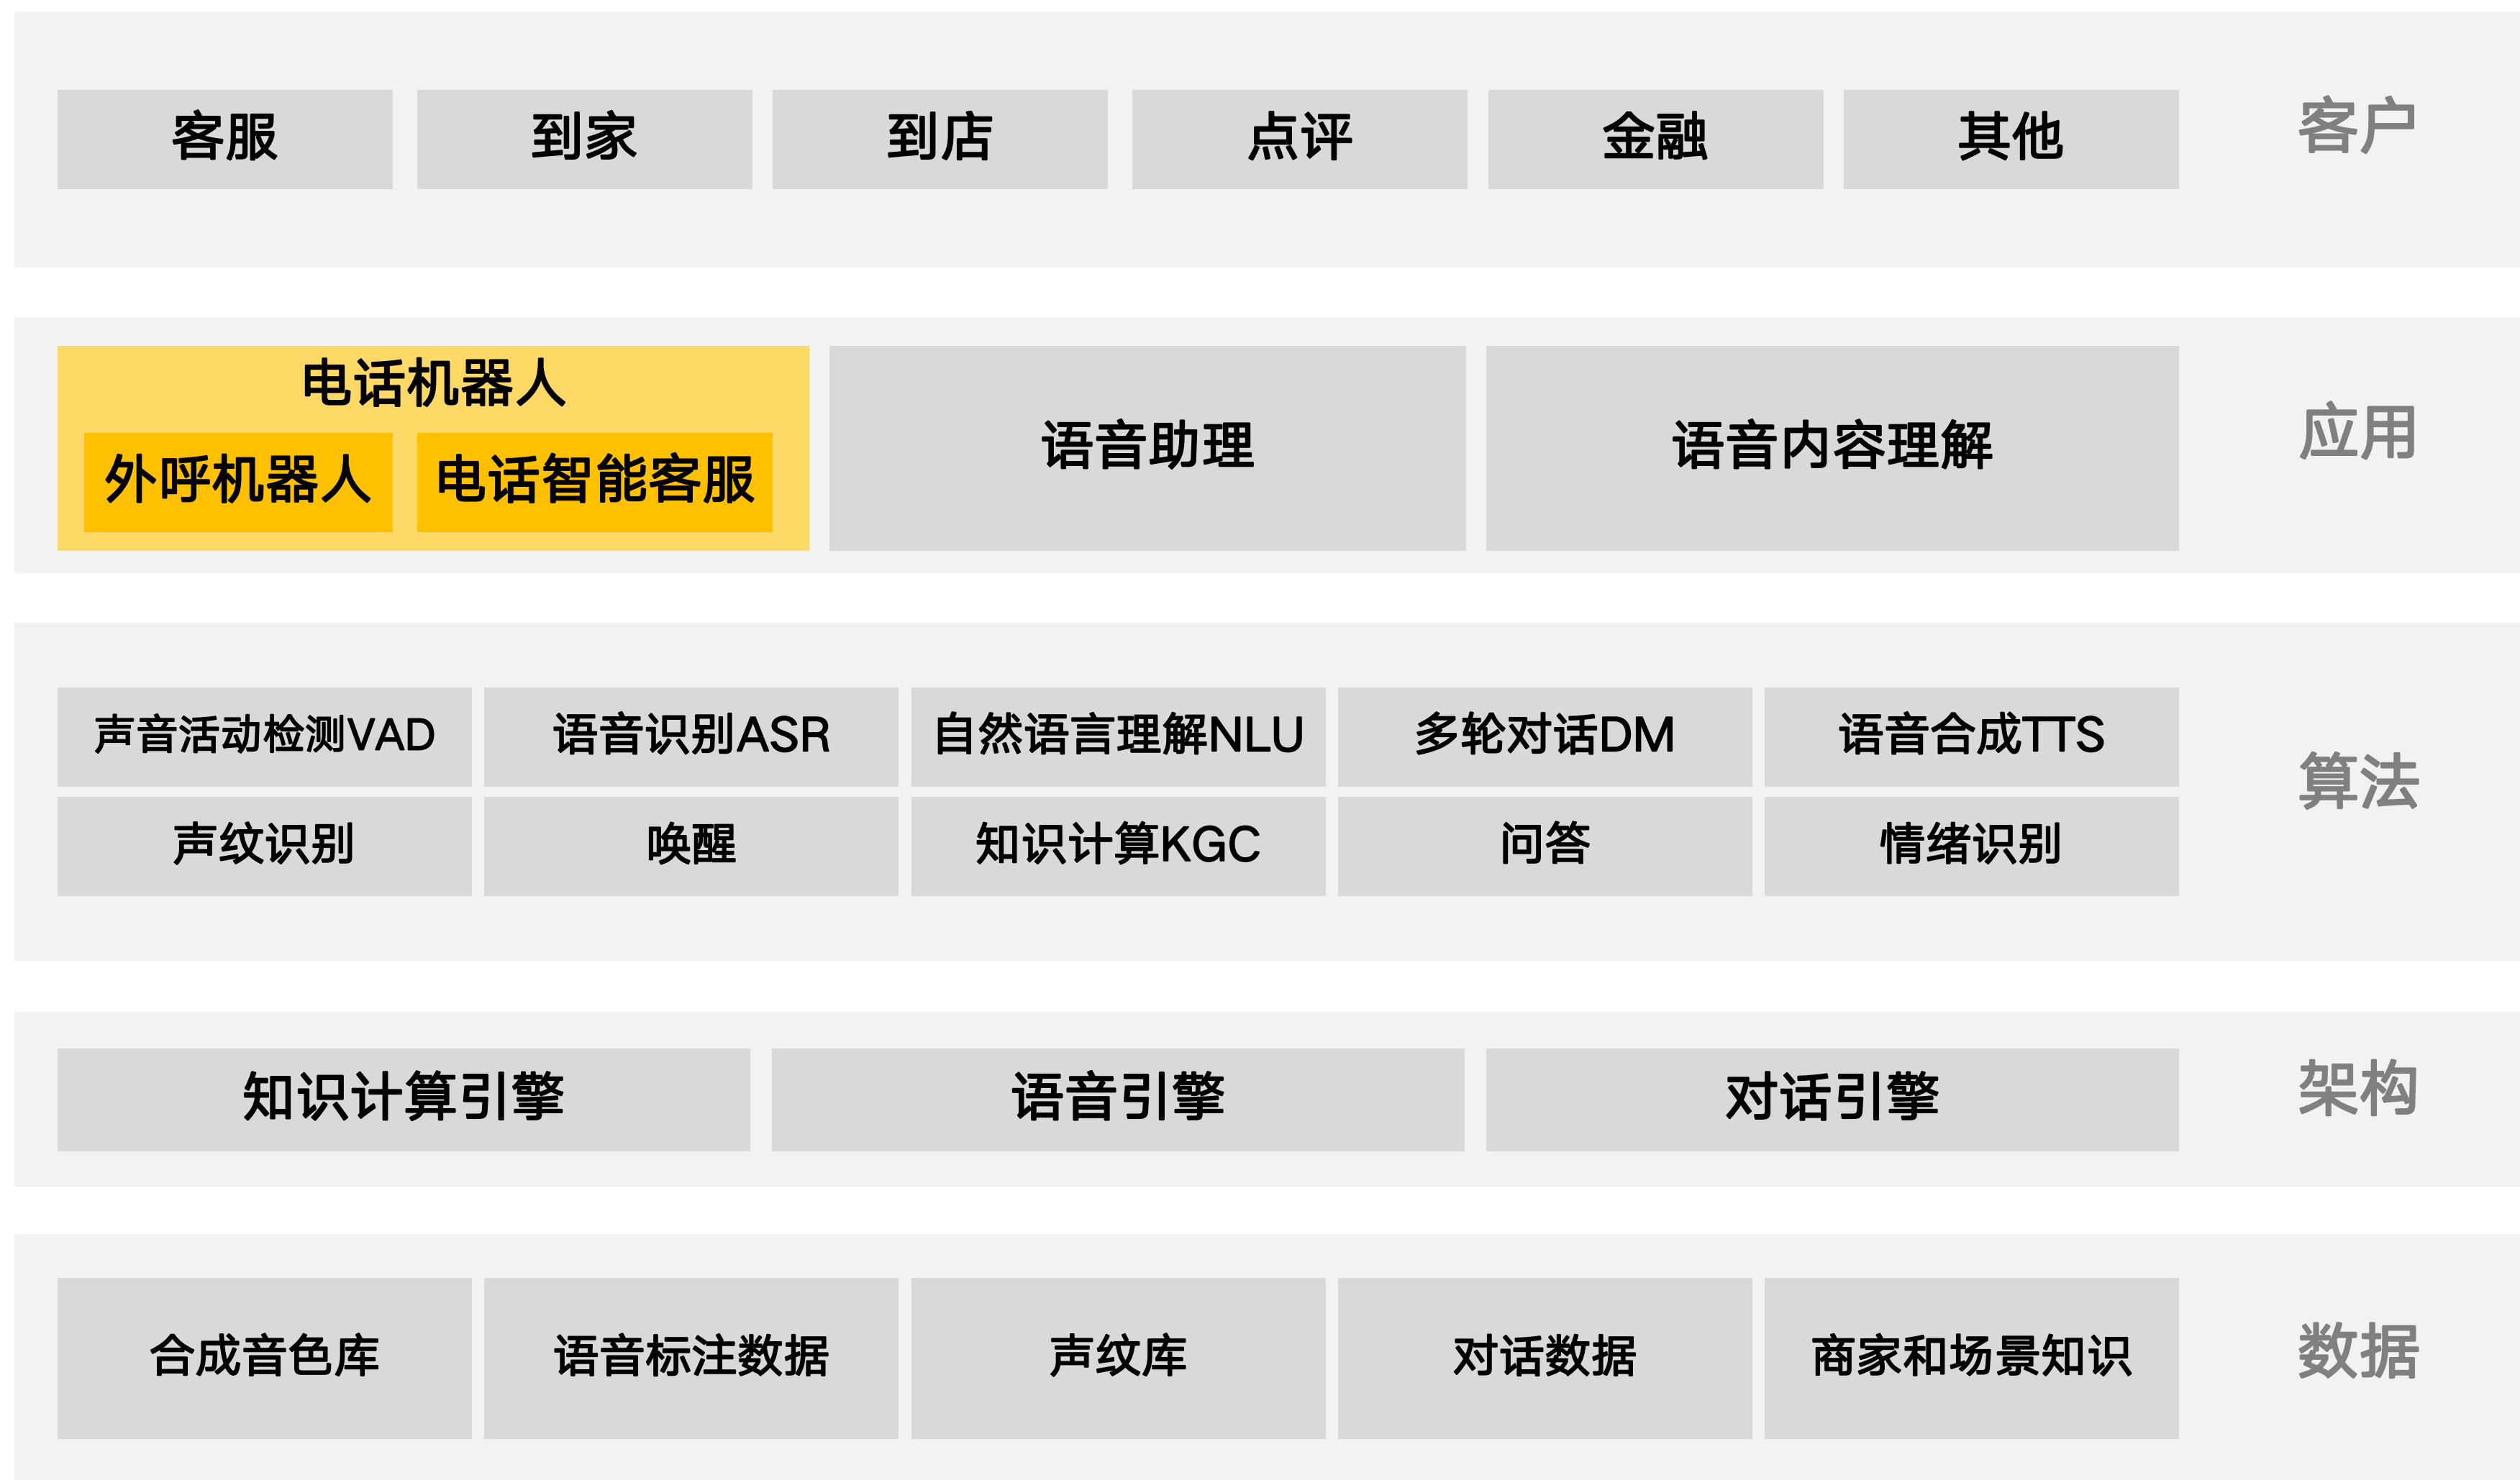 客服 到家 到店 点评 金融 其他 客户
电话机器人
外呼机器人 电话智能客服 语音助理 语音内容理解 应用
声音活动检测VAD 语音识别ASR 自然语言理解NLU 多轮对话DM 语音合成TTS
算法
声纹识别 唤醒 知识计算KGC 问答 情绪识别
知识计算引擎 语音引擎 对话引擎 架构
合成音色库 语音标注数据 声纹库 对话数据 商家和场景知识 数据